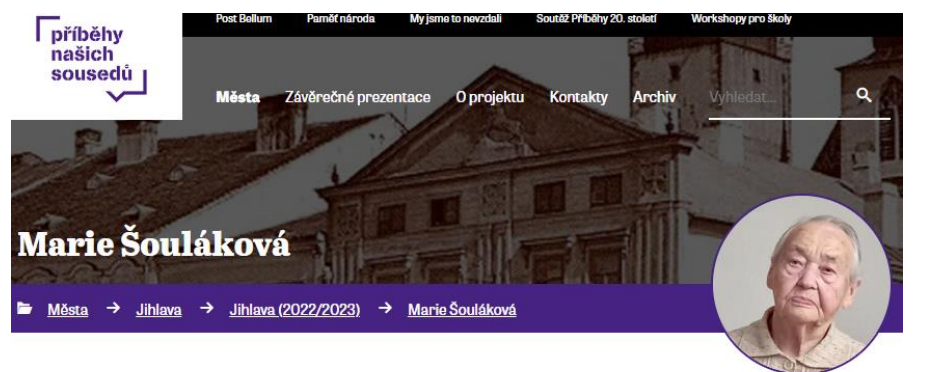 příběhy
našich
sousedů
Post Bellum Paměť národa My jsme to nevzdali Soutěž Příběhy 20. století Workshopy pro školy
Města Závěrečné prezentace O projektu Kontakty Archiv Vyhledat...
Marie Šouláková
Města → Jihlava → Jihlava (2022/2023) → Marie Šouláková